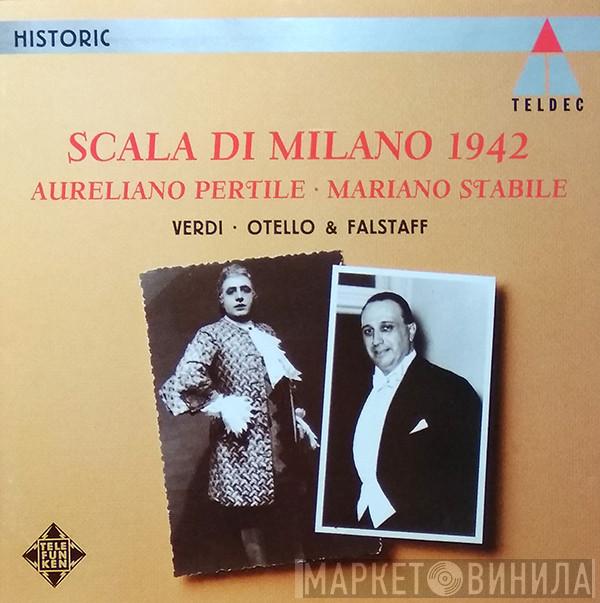 HISTORIC
TELDEC
SCALA DI MILANO 1942
AURELIANO PERTILE · MARIANO STABILE
VERDI · OTELLO & FALSTAFF
TELE
FUN
KEN
МАРКЕТ ВИНИЛА